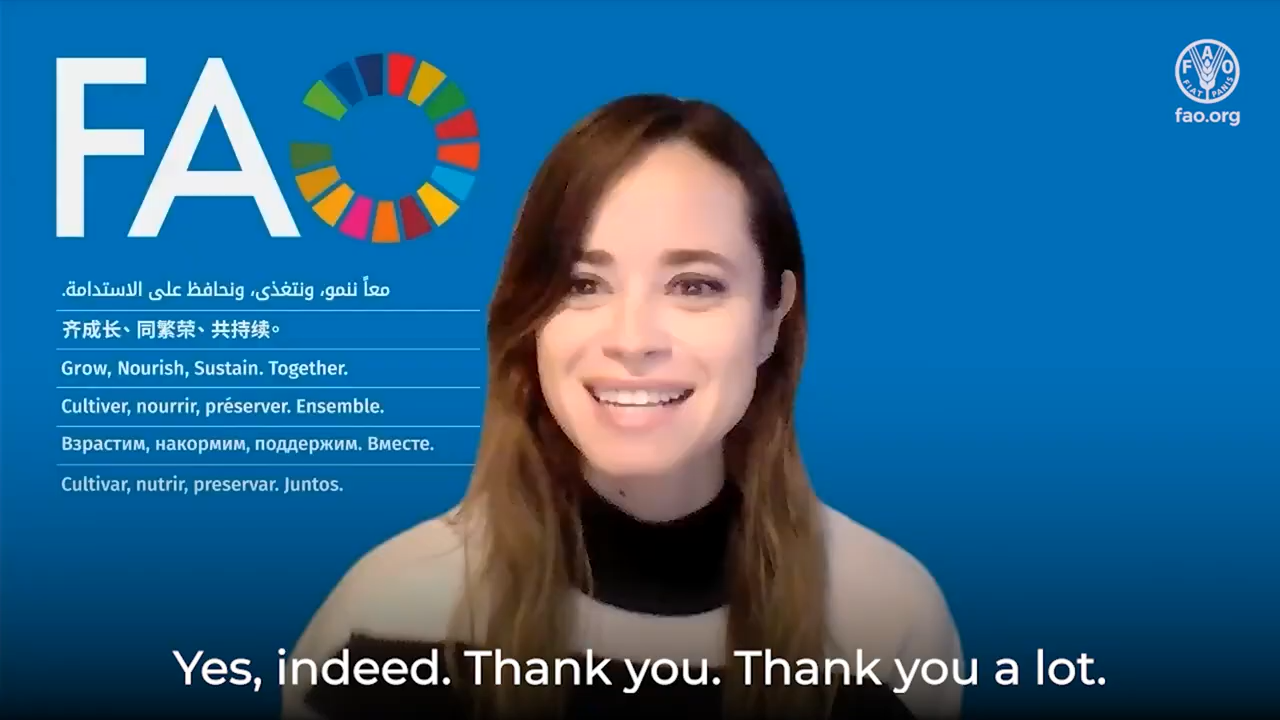 FAO
معاً ننمو، ونتغذى، ونحافظ على الاستدامة.
齐成长、同繁荣、共持续。
Grow, Nourish, Sustain. Together.
Cultiver, nourrir, préserver. Ensemble.
Взрастим, накормим, поддержим. Вместе.
Cultivar, nutrir, preservar. Juntos.
F A O
FIAT PANIS
fao.org
Yes, indeed. Thank you. Thank you a lot.